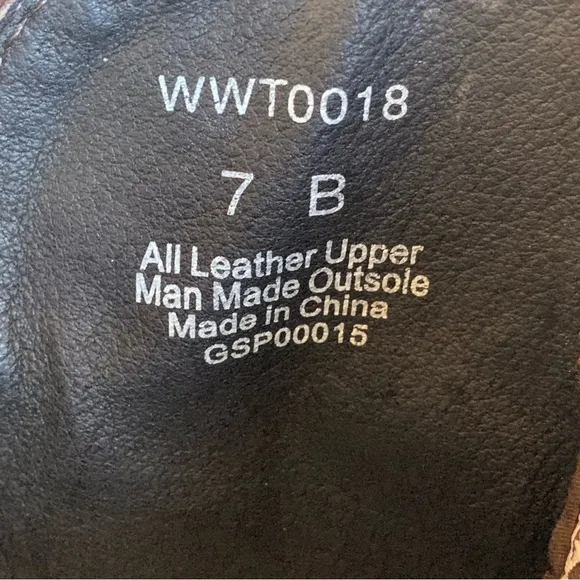 WWT0018
7 B
All Leather Upper
Man Made Outsole
Made in China
GSP00015